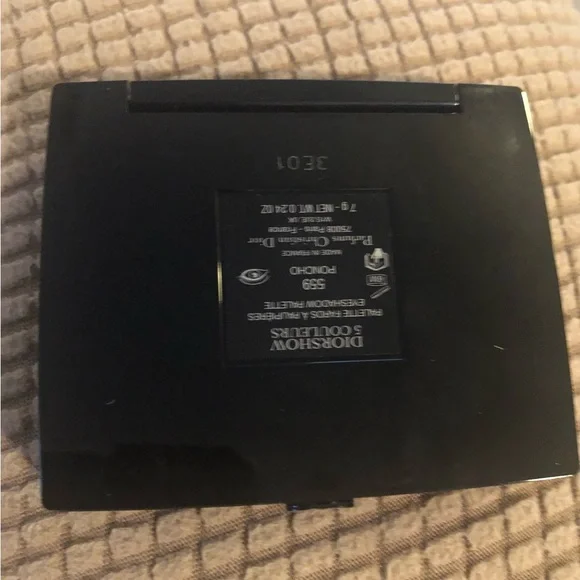 DIORSHOW
5 COULEURS
PALETTE FARDS À PAUPIÈRES
EYESHADOW PALETTE
559
PONCHO
MADE IN FRANCE
Parfums Christian Dior
75008 Paris - France
7 g - NET WT. 0.24 OZ
3E01